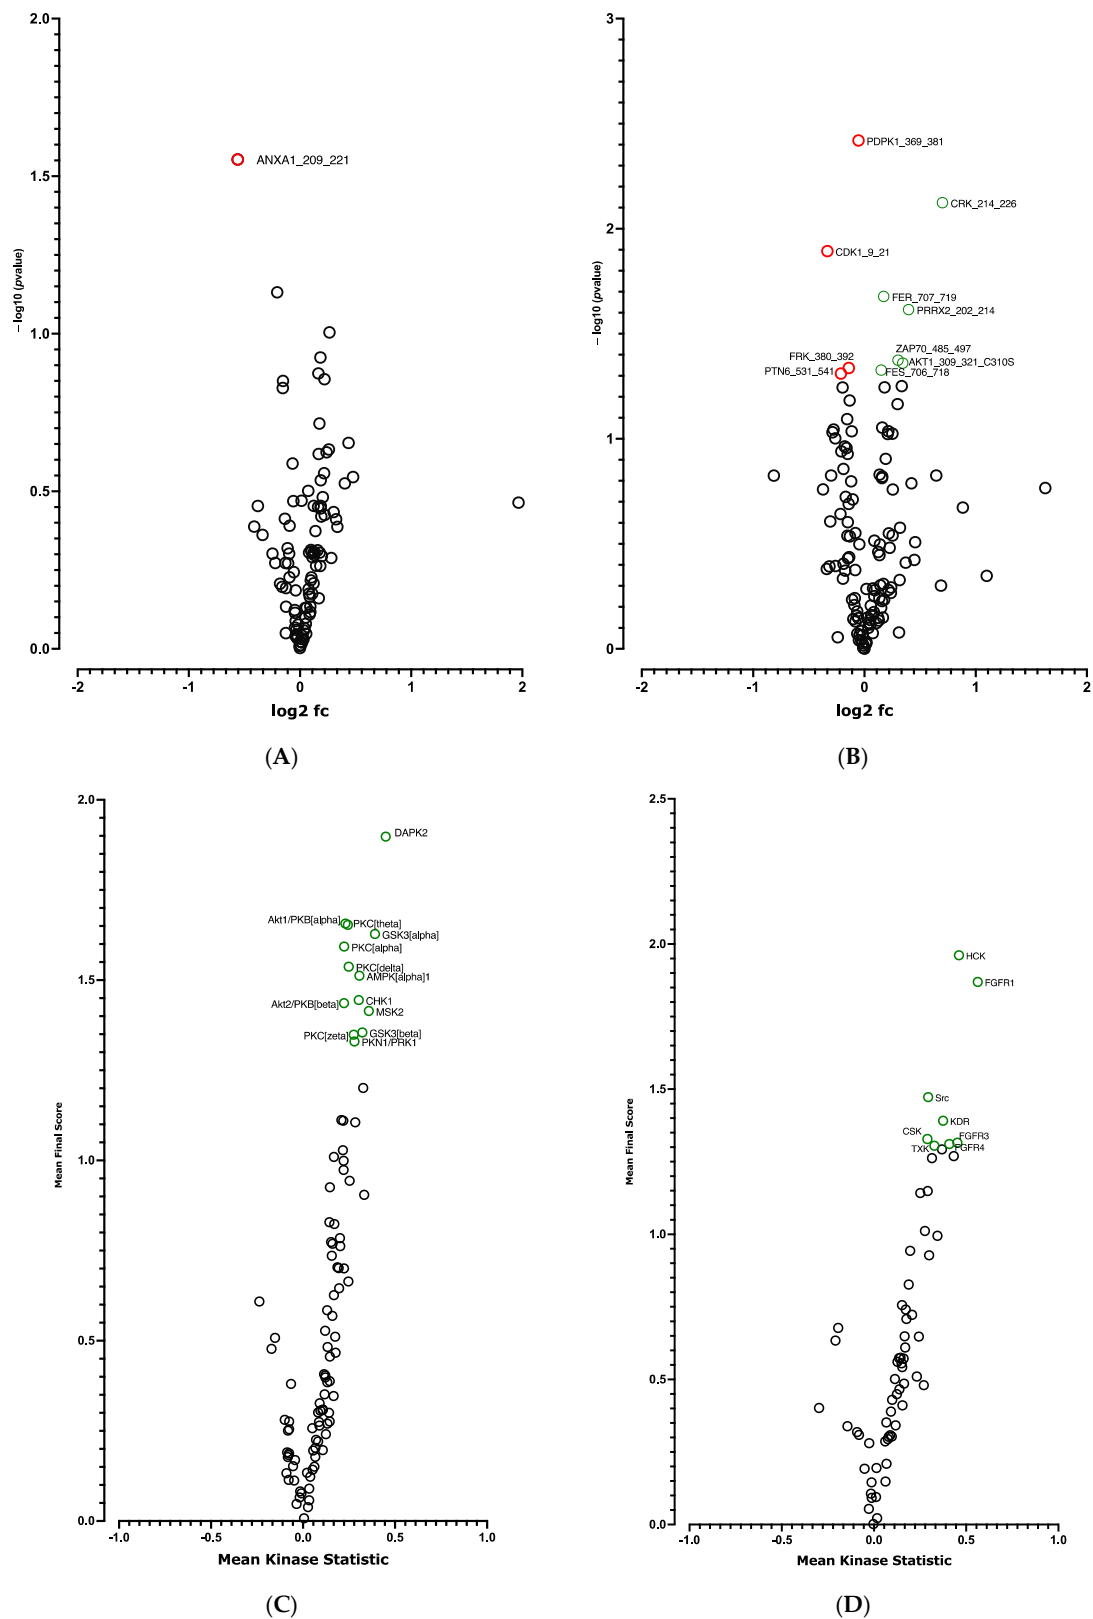 2.0
1.5
1.0
0.5
0.0
−log10 (pvalue)
ANXA1_209_221
-2
-1
0
1
2
log2 fc
(A)
3
2
1
0
−log10 (pvalue)
PDPK1_369_381
CRK_214_226
CDK1_9_21
FER_707_719
PRRX2_202_214
ZAP70_485_497
FRK_380_392
AKT1_309_321_C310S
PTN6_531_541
FES_706_718
-2
-1
0
1
2
log2 fc
(B)
2.0
1.5
1.0
0.5
0.0
Mean Final Score
DAPK2
Akt1/PKB[alpha]
PKC[theta]
GSK3[alpha]
PKC[alpha]
PKC[delta]
AMPK[alpha]1
Akt2/PKB[beta]
CHK1
MSK2
PKC[zeta]
GSK3[beta]
PKN1/PRK1
-1.0
-0.5
0.0
0.5
1.0
Mean Kinase Statistic
(C)
2.5
2.0
1.5
1.0
0.5
0.0
Mean Final Score
HCK
FGFR1
Src
KDR
CSK
FGFR3
TXK
FGFR4
-1.0
-0.5
0.0
0.5
1.0
Mean Kinase Statistic
(D)